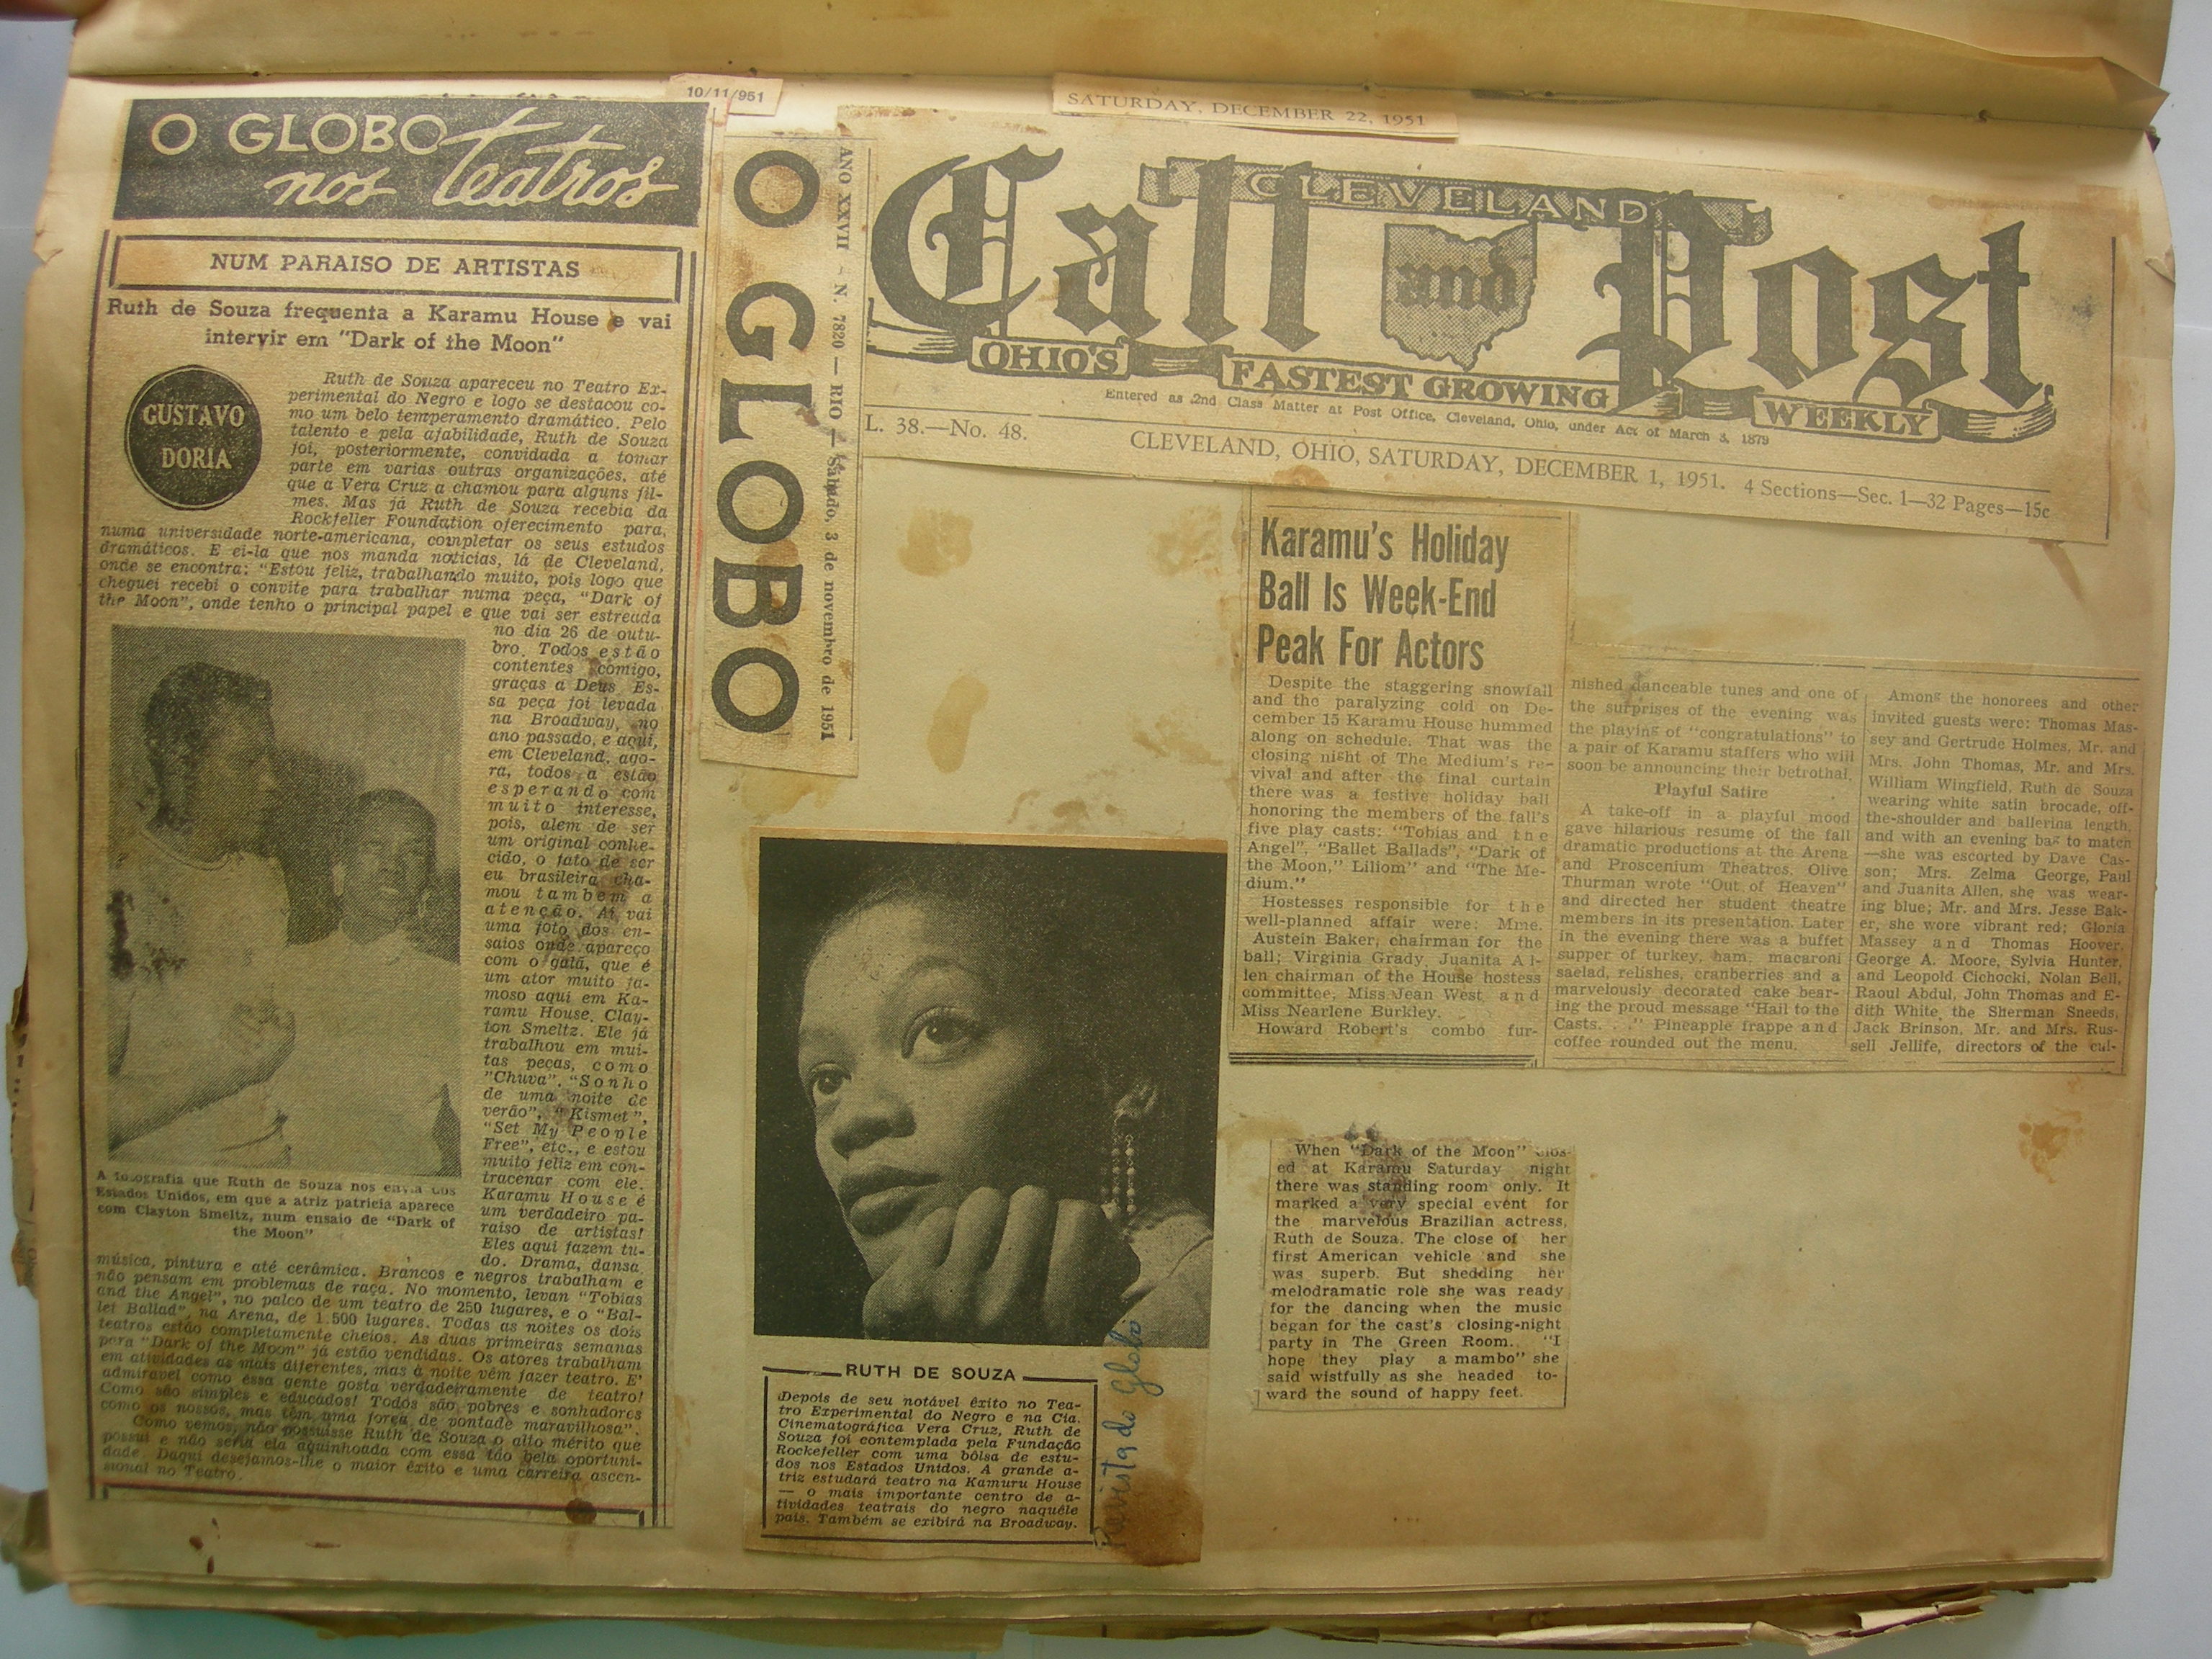 10/11/951
SATURDAY, DECEMBER 22, 1951
O GLOBO
nos teatros
NUM PARAISO DE ARTISTAS
Ruth de Souza frequenta a Karamu House e vai
intervir em "Dark of the Moon"
GUSTAVO
DORIA
Ruth de Souza apareceu no Teatro Ex-
perimental do Negro e logo se destacou co-
mo um belo temperamento dramático. Pelo
talento e pela afabilidade, Ruth de Souza
foi, posteriormente, convidada a tomar
parte em varias outras organizações, até
que a Vera Cruz a chamou para alguns fil-
mes. Mas já Ruth de Souza recebia da
Rockfeller Foundation oferecimento para,
numa universidade norte-americana, completar os seus estudos
dramáticos. E ei-la que nos manda noticias, lá de Cleveland,
onde se encontra: "Estou feliz, trabalhando muito, pois logo que
cheguei recebi o convite para trabalhar numa peça, "Dark of
the Moon", onde tenho o principal papel e que vai ser estreada
no dia 26 de outu-
bro. Todos estão
contentes comigo,
graças a Deus Es-
sa peça foi levada
na Broadway, no
ano passado, e aqui,
em Cleveland, ago-
ra, todos a estão
esperando com
muito interesse,
pois, alem de ser
um original conhe-
cido, o fato de ser
eu brasileira cha-
mou tambem a
atenção. Aí vai
uma foto dos en-
saios onde apareço
com o galã, que é
um ator muito fa-
moso aqui em Ka-
ramu House, Clay-
ton Smeltz. Ele já
trabalhou em mui-
tas peças, como
"Chuva", "Sonho
de uma noite de
verão", "Kismet",
"Set My People
Free", etc., e estou
muito feliz em con-
tracenar com ele.
Karamu House é
um verdadeiro pa-
raiso de artistas!
Eles aqui fazem tu-
do. Drama, dansa,
A fotografia que Ruth de Souza nos envia dos
Estados Unidos, em que a atriz patricia aparece
com Clayton Smeltz, num ensaio de "Dark of
the Moon"
música, pintura e até cerâmica. Brancos e negros trabalham e
não pensam em problemas de raça. No momento, levan "Tobias
and the Angel", no palco de um teatro de 250 lugares, e o "Bal-
let Ballad", na Arena, de 1.500 lugares. Todas as noites os dois
teatros estão completamente cheios. As duas primeiras semanas
para "Dark of the Moon" já estão vendidas. Os atores trabalham
em atividades as mais diferentes, mas à noite vêm fazer teatro. E'
admiravel como essa gente gosta verdadeiramente de teatro!
Como são simples e educados! Todos são pobres e sonhadores
como os nossos, mas têm uma força de vontade maravilhosa".
Como vemos, não possuisse Ruth de Souza o alto mérito que
possui e não seria ela aquinhoada com essa tão bela oportuni-
dade. Daqui desejamos-lhe o maior êxito e uma carreira ascen-
sional no Teatro.
O GLOBO
ANO XXVII - N. 7820 — RIO — Sábado, 3 de novembro de 1951
CLEVELAND
Call and Post
OHIO'S FASTEST GROWING WEEKLY
Entered as 2nd Class Matter at Post Office, Cleveland, Ohio, under Act of March 3, 1879
L. 38.—No. 48.
CLEVELAND, OHIO, SATURDAY, DECEMBER 1, 1951. 4 Sections—Sec. 1—32 Pages—15c
RUTH DE SOUZA
Depois de seu notável êxito no Tea-
tro Experimental do Negro e na Cia.
Cinematográfica Vera Cruz, Ruth de
Souza foi contemplada pela Fundação
Rockefeller com uma bôlsa de estu-
dos nos Estados Unidos. A grande a-
triz estudará teatro na Kamuru House
— o mais importante centro de a-
tividades teatrais do negro naquêle
país. Também se exibirá na Broadway.
Revista do Globo
Karamu's Holiday
Ball Is Week-End
Peak For Actors
Despite the staggering snowfall
and the paralyzing cold on De-
cember 15 Karamu House hummed
along on schedule. That was the
closing night of The Medium's re-
vival and after the final curtain
there was a festive holiday ball
honoring the members of the fall's
five play casts: "Tobias and the
Angel", "Ballet Ballads", "Dark of
the Moon," Liliom" and "The Me-
dium."
Hostesses responsible for the
well-planned affair were: Mme.
Austein Baker, chairman for the
ball; Virginia Grady, Juanita Al-
len chairman of the House hostess
committee, Miss Jean West and
Miss Nearlene Burkley.
Howard Robert's combo fur-
nished danceable tunes and one of
the surprises of the evening was
the playing of "congratulations" to
a pair of Karamu staffers who will
soon be announcing their betrothal.
Playful Satire
A take-off in a playful mood
gave hilarious resume of the fall
dramatic productions at the Arena
and Proscenium Theatres. Olive
Thurman wrote "Out of Heaven"
and directed her student theatre
members in its presentation. Later
in the evening there was a buffet
supper of turkey, ham, macaroni
saelad, relishes, cranberries and a
marvelously decorated cake bear-
ing the proud message "Hail to the
Casts. . ." Pineapple frappe and
coffee rounded out the menu.
Among the honorees and other
invited guests were: Thomas Mas-
sey and Gertrude Holmes, Mr. and
Mrs. John Thomas, Mr. and Mrs.
William Wingfield, Ruth de Souza
wearing white satin brocade, off-
the-shoulder and ballerina length,
and with an evening bag to match
—she was escorted by Dave Cas-
son; Mrs. Zelma George, Paul
and Juanita Allen, she was wear-
ing blue; Mr. and Mrs. Jesse Bak-
er, she wore vibrant red; Gloria
Massey and Thomas Hoover,
George A. Moore, Sylvia Hunter,
and Leopold Cichocki, Nolan Bell,
Raoul Abdul, John Thomas and E-
dith White, the Sherman Sneeds,
Jack Brinson, Mr. and Mrs. Rus-
sell Jellife, directors of the cul-
When "Dark of the Moon" clos-
ed at Karamu Saturday night
there was standing room only. It
marked a very special event for
the marvelous Brazilian actress,
Ruth de Souza. The close of her
first American vehicle and she
was superb. But shedding her
melodramatic role she was ready
for the dancing when the music
began for the cast's closing-night
party in The Green Room. "I
hope they play a mambo" she
said wistfully as she headed to-
ward the sound of happy feet.